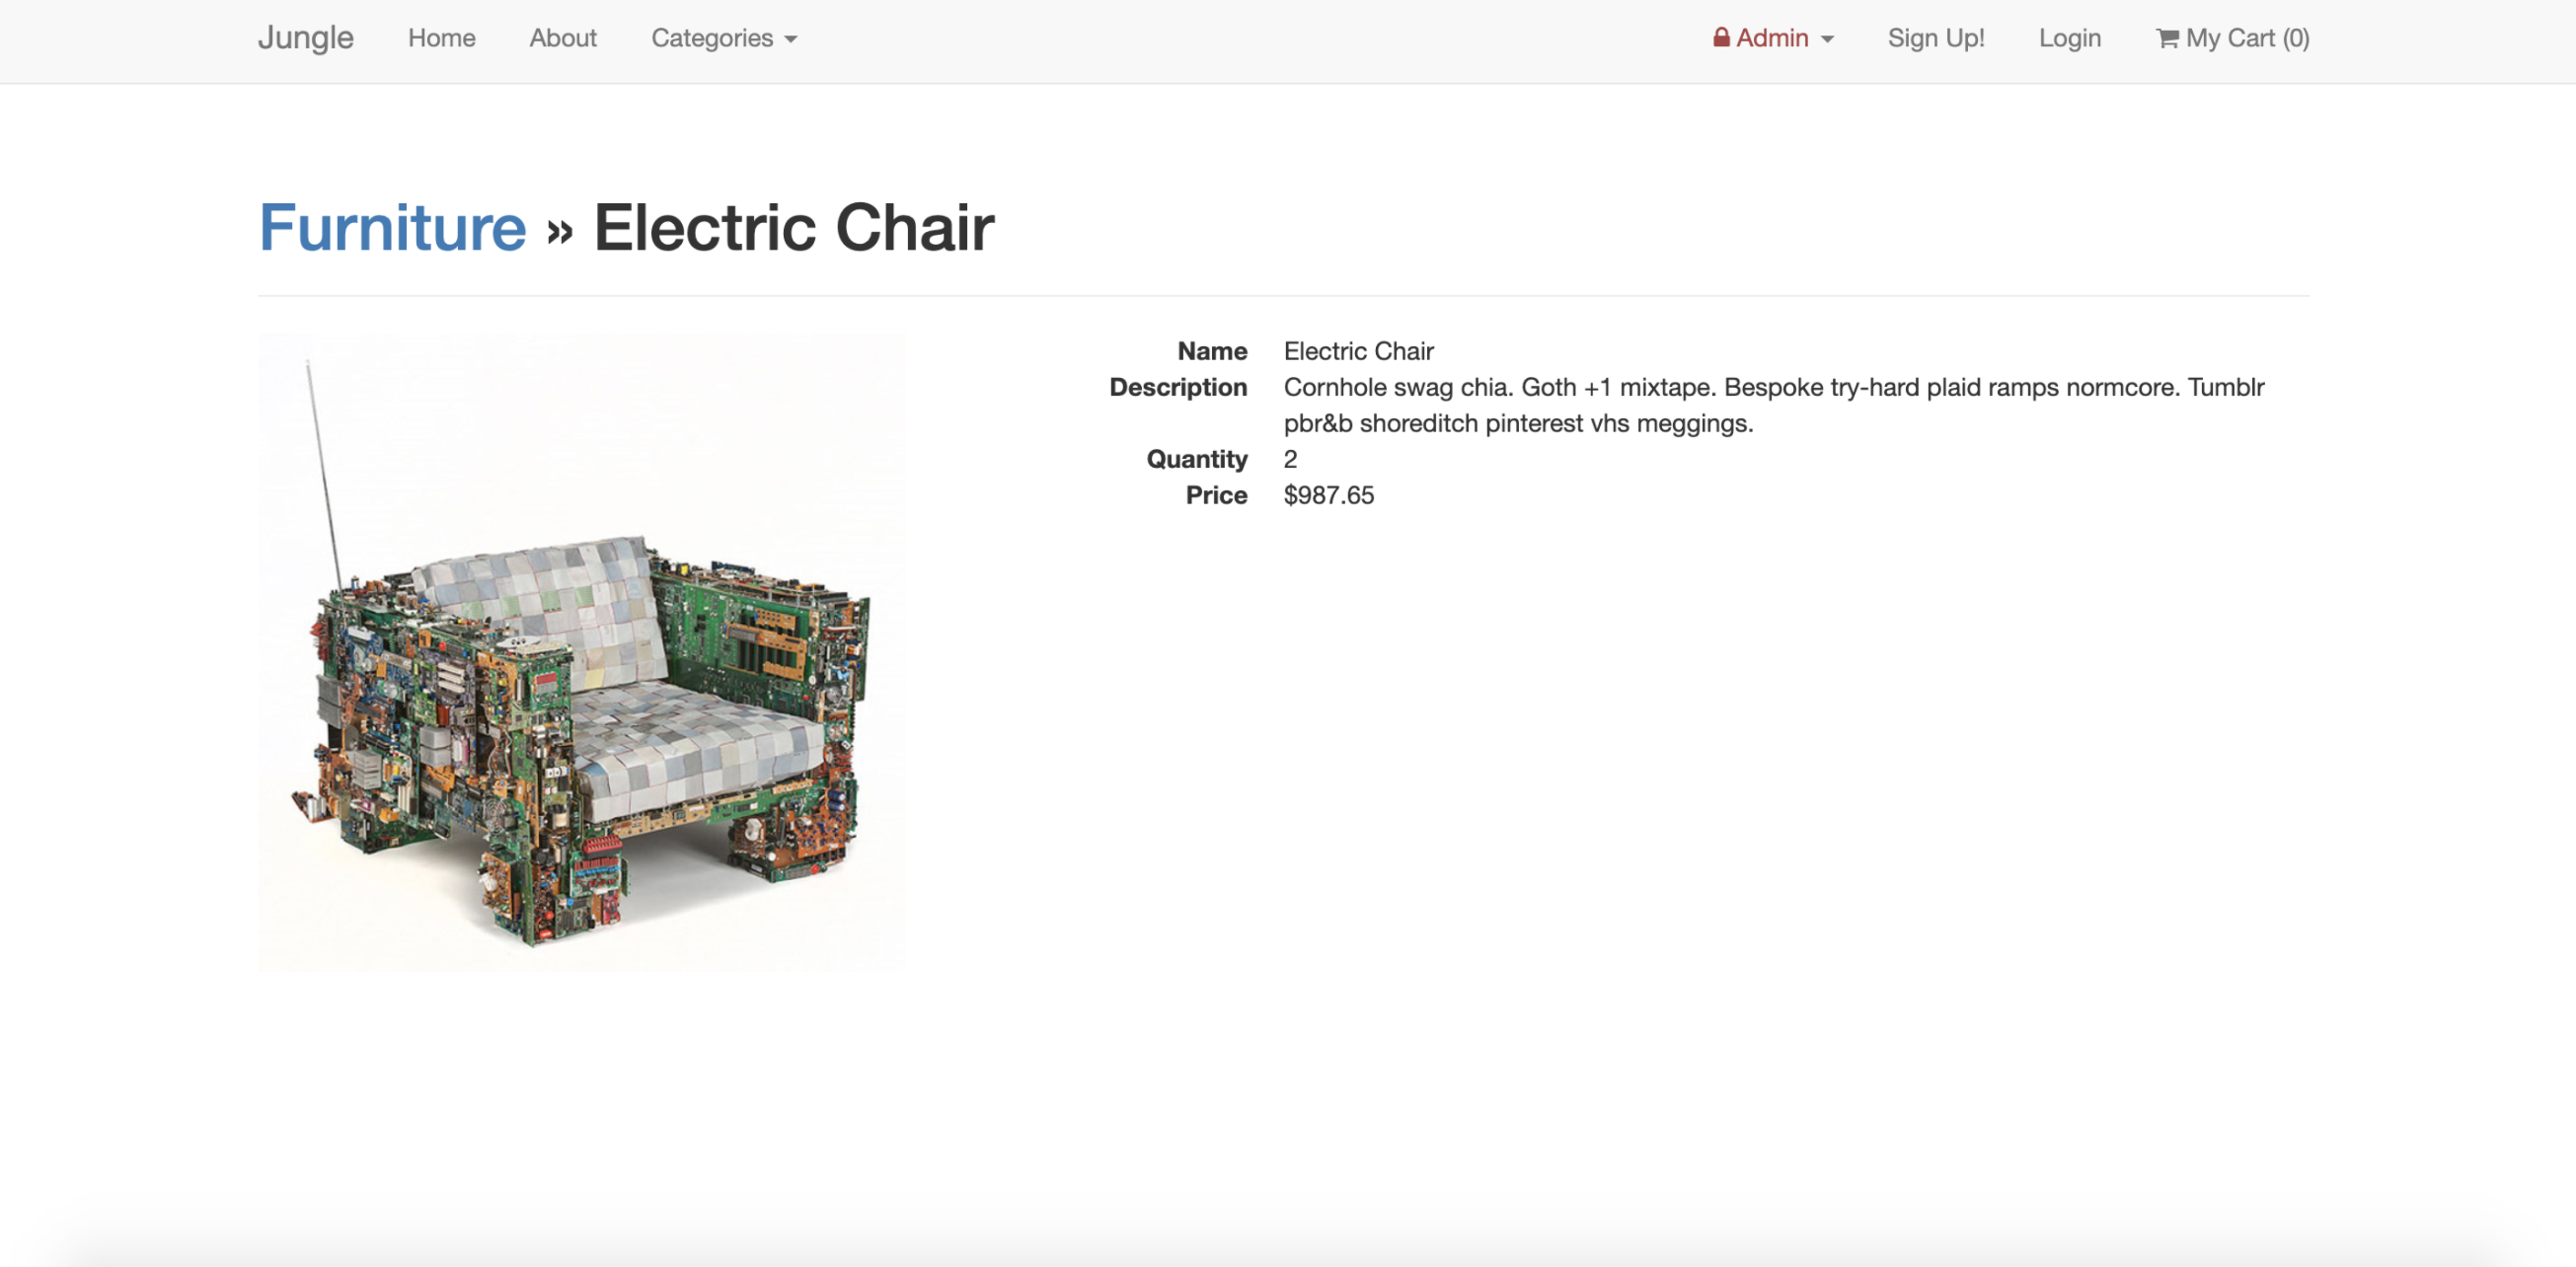 Jungle Home About Categories Admin Sign Up! Login My Cart (0)
Furniture » Electric Chair
Name Electric Chair
Description Cornhole swag chia. Goth +1 mixtape. Bespoke try-hard plaid ramps normcore. Tumblr
pbr&b shoreditch pinterest vhs meggings.
Quantity 2
Price $987.65